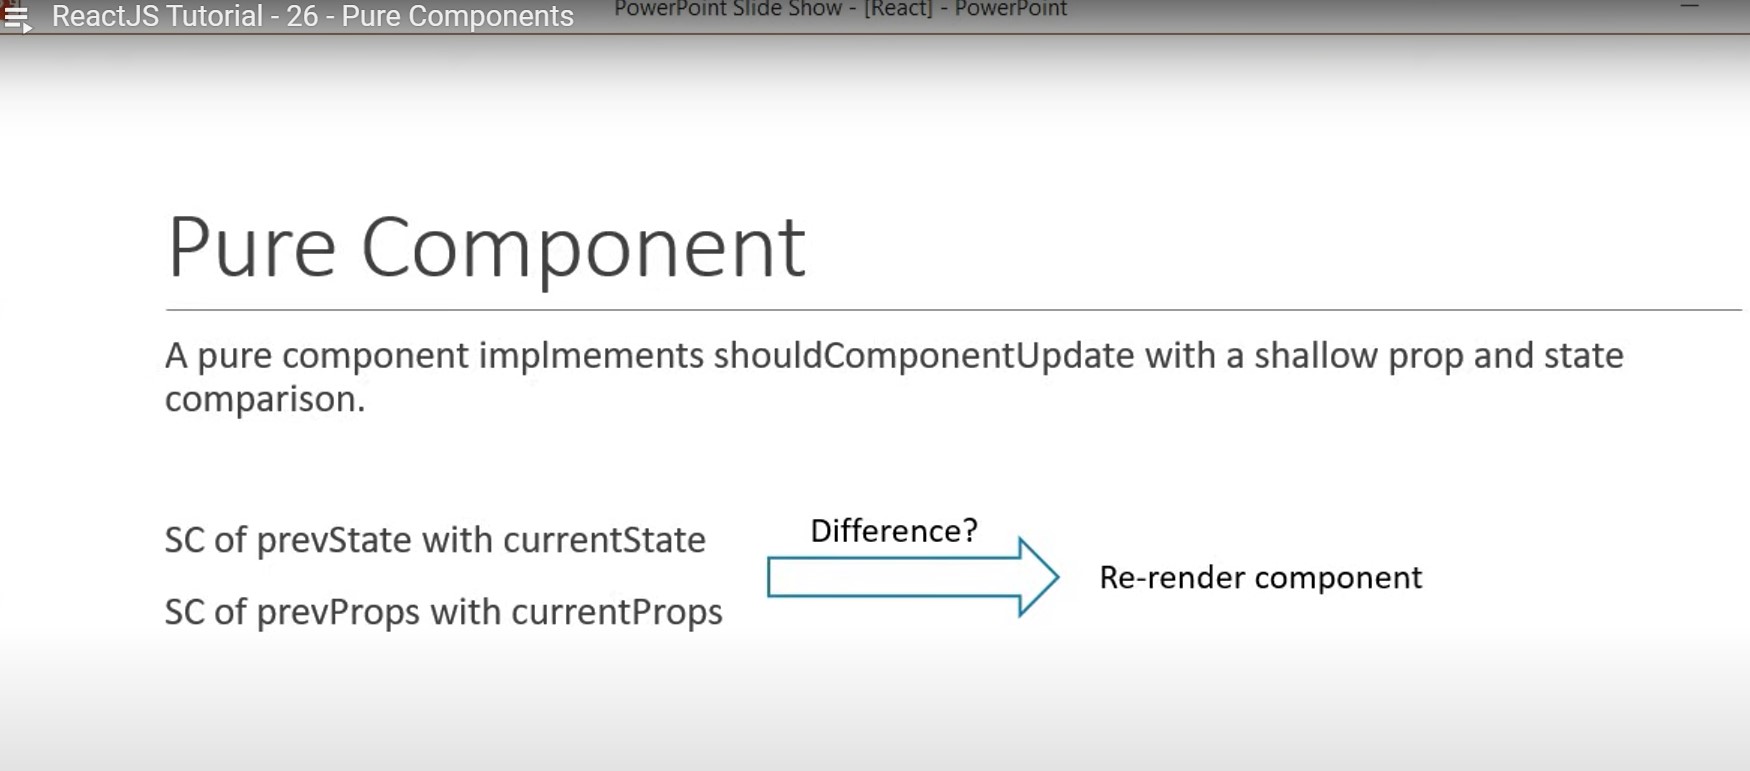 ReactJS Tutorial - 26 - Pure Components
PowerPoint Slide Show - [React] - PowerPoint
Pure Component
A pure component implmements shouldComponentUpdate with a shallow prop and state
comparison.
SC of prevState with currentState
SC of prevProps with currentProps
Difference?
Re-render component